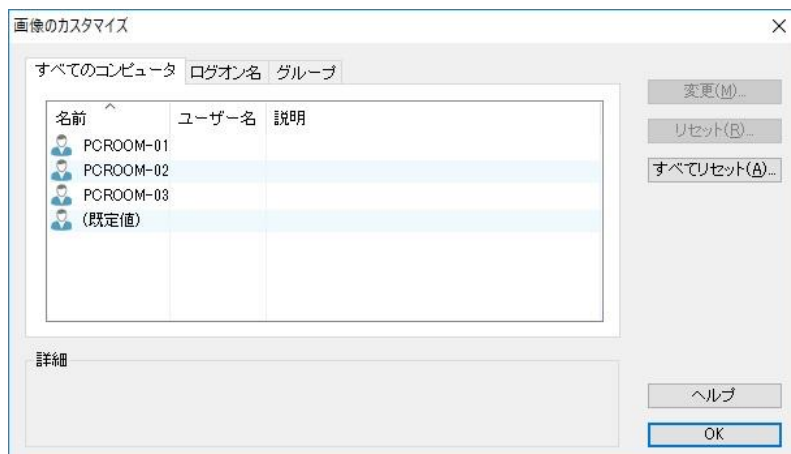 画像のカスタマイズ
すべてのコンピュータ ログオン名 グループ
名前 ユーザー名 説明
PCROOM-01
PCROOM-02
PCROOM-03
(既定値)
変更(M)...
リセット(R)...
すべてリセット(A)...
詳細
ヘルプ
OK